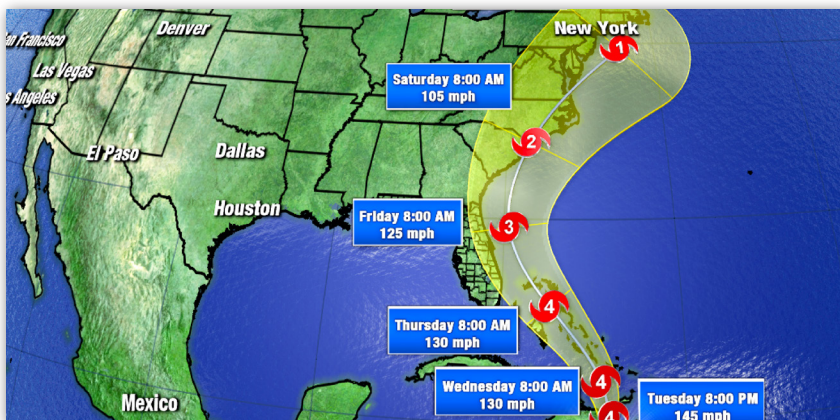 Denver
New York
1
San Francisco
Las Vegas
Saturday 8:00 AM
105 mph
Angeles
2
El Paso
Dallas
Houston
Friday 8:00 AM
125 mph
3
4
Thursday 8:00 AM
130 mph
Wednesday 8:00 AM
130 mph
4
Tuesday 8:00 PM
145 mph
4
Mexico